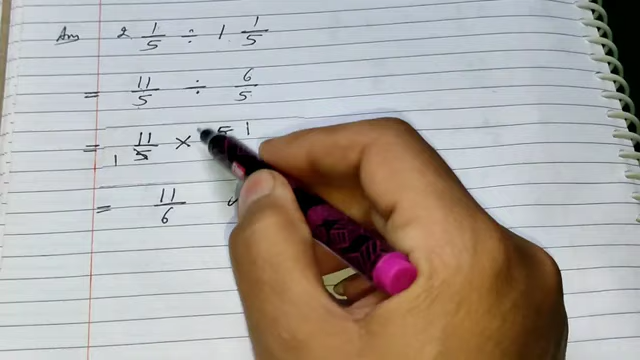 Ans 2 1/5 ÷ 1 1/5
= 11/5 ÷ 6/5
= 11/5 1 × 5 1
= 11/6